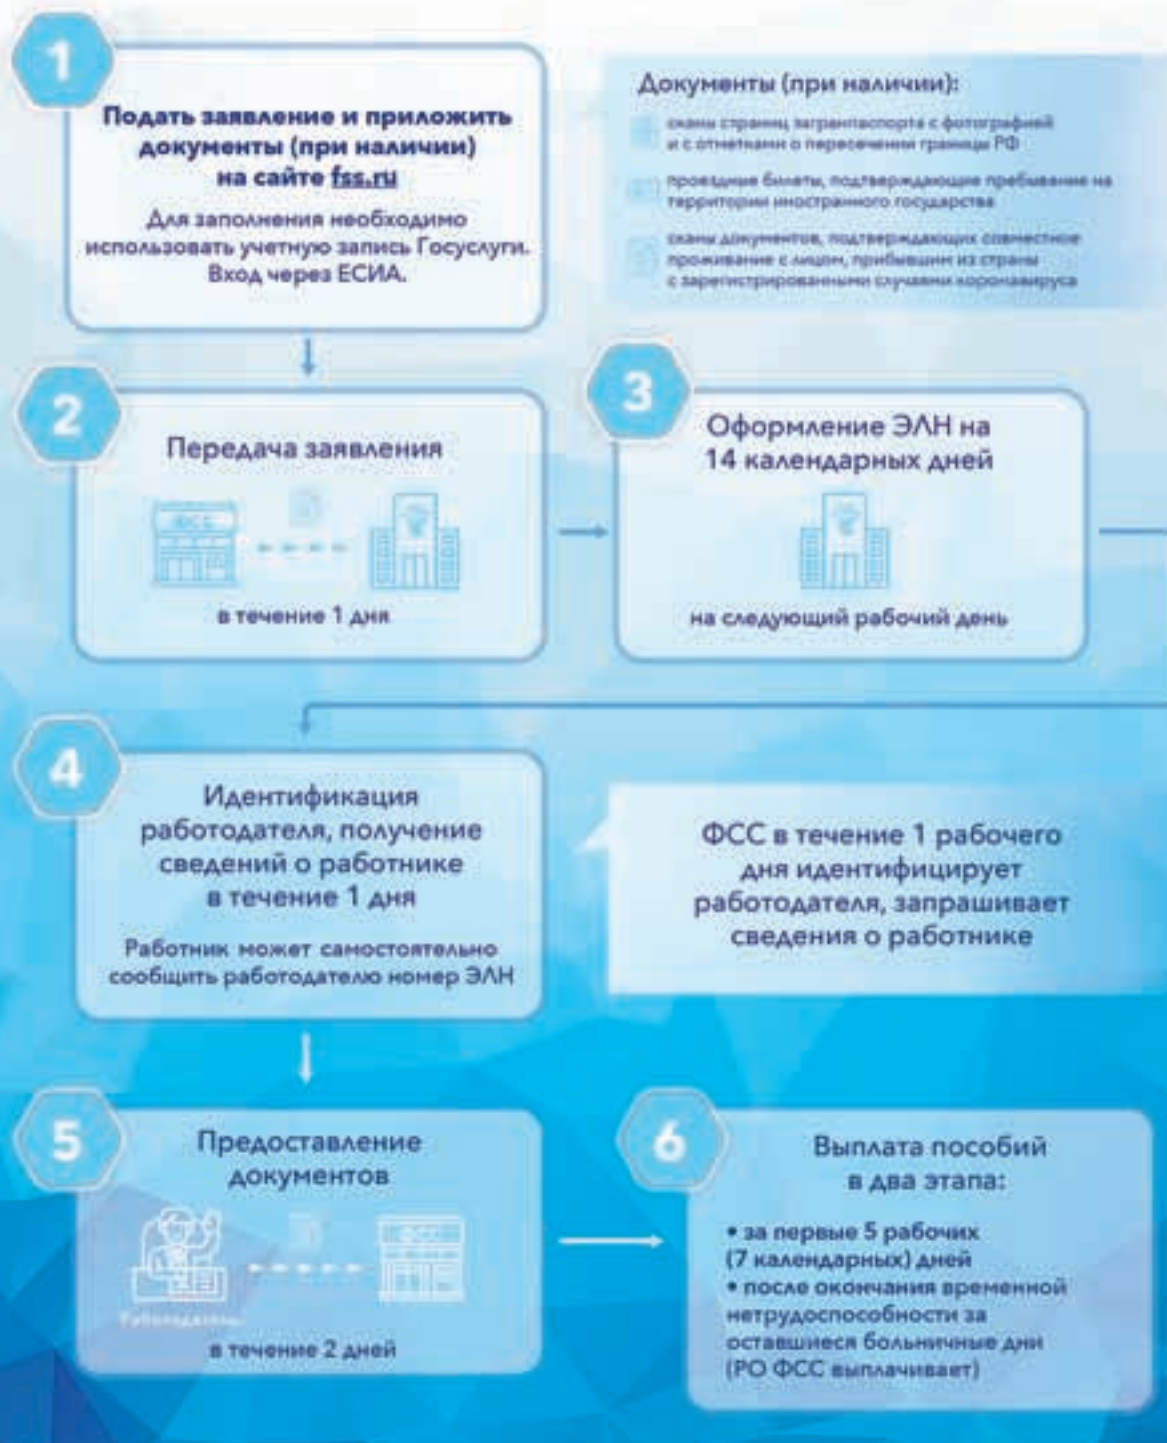 1
Подать заявление и приложить
документы (при наличии)
на сайте fss.ru
Для заполнения необходимо
использовать учетную запись Госуслуги.
Вход через ЕСИА.
Документы (при наличии):
сканы страниц загранпаспорта с фотографией
и с отметками о пересечении границы РФ
проездные билеты, подтверждающие пребывание на
территории иностранного государства
сканы документов, подтверждающих совместное
проживание с лицом, прибывшим из страны
с зарегистрированными случаями коронавируса
2
Передача заявления
ФСС
в течение 1 дня
3
Оформление ЭЛН на
14 календарных дней
на следующий рабочий день
4
Идентификация
работодателя, получение
сведений о работнике
в течение 1 дня
Работник может самостоятельно
сообщить работодателю номер ЭЛН
ФСС в течение 1 рабочего
дня идентифицирует
работодателя, запрашивает
сведения о работнике
5
Предоставление
документов
ФСС
Работодатель
в течение 2 дней
6
Выплата пособий
в два этапа:
• за первые 5 рабочих
(7 календарных) дней
• после окончания временной
нетрудоспособности за
оставшиеся больничные дни
(РО ФСС выплачивает)